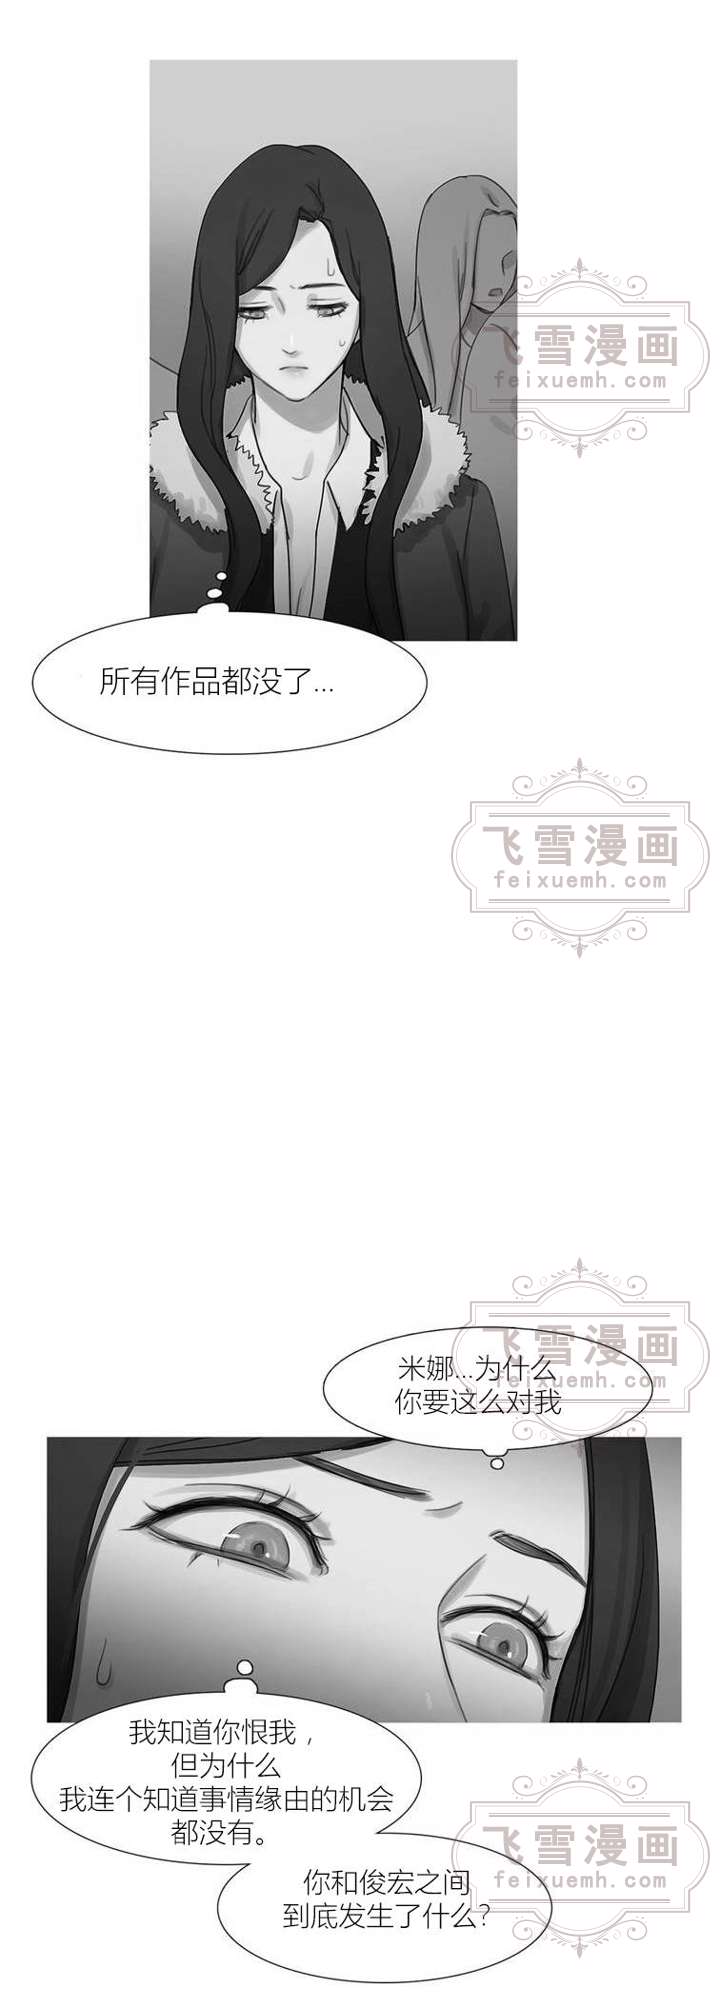 飞雪漫画
feixuemh.com
所有作品都没了...
飞雪漫画
feixuemh.com
飞雪漫画
feixuemh.com
米娜...为什么
你要这么对我
我知道你恨我，
但为什么
我连个知道事情缘由的机会
都没有。
飞雪漫画
feixuemh.com
你和俊宏之间
到底发生了什么?